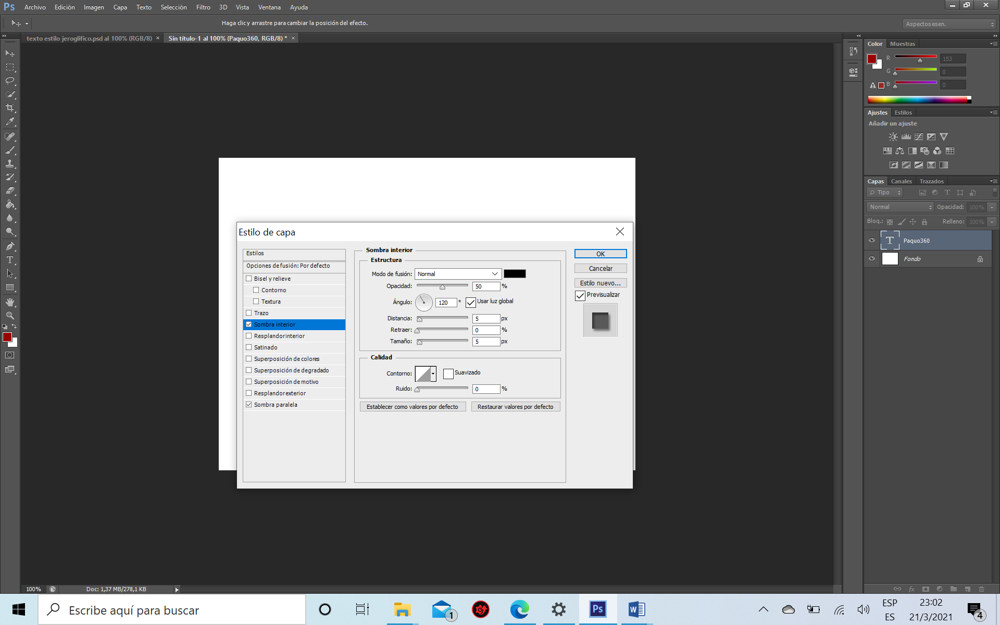 Ps Archivo Edición Imagen Capa Texto Selección Filtro 3D Vista Ventana Ayuda
Haga clic y arrastre para cambiar la posición del efecto.
Aspectos esen.
texto estilo jeroglifico.psd al 100% (RGB/8) × Sin título-1 al 100% (Paquo360, RGB/8) * ×
Color Muestras
R 153
G 0
B 0
Ajustes Estilos
Añadir un ajuste
Capas Canales Trazados
Tipo
Normal Opacidad: 100%
Bloq.: Relleno: 100%
Paquo360
Fondo
Estilo de capa
Estilos
Opciones de fusión: Por defecto
Bisel y relieve
Contorno
Textura
Trazo
Sombra interior
Resplandor interior
Satinado
Superposición de colores
Superposición de degradado
Superposición de motivo
Resplandor exterior
Sombra paralela
Sombra interior
Estructura
Modo de fusión: Normal
Opacidad: 50 %
Ángulo: 120 ° Usar luz global
Distancia: 5 px
Retraer: 0 %
Tamaño: 5 px
Calidad
Contorno: Suavizado
Ruido: 0 %
Establecer como valores por defecto Restaurar valores por defecto
OK
Cancelar
Estilo nuevo...
Previsualizar
100% Doc: 1,37 MB/278,1 KB
Escribe aquí para buscar
1
Ps
W
ESP
ES
23:02
21/3/2021
4